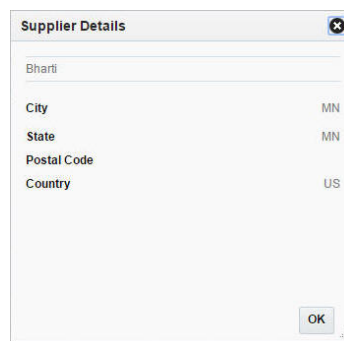 Supplier Details
Bharti
City MN
State MN
Postal Code
Country US
OK